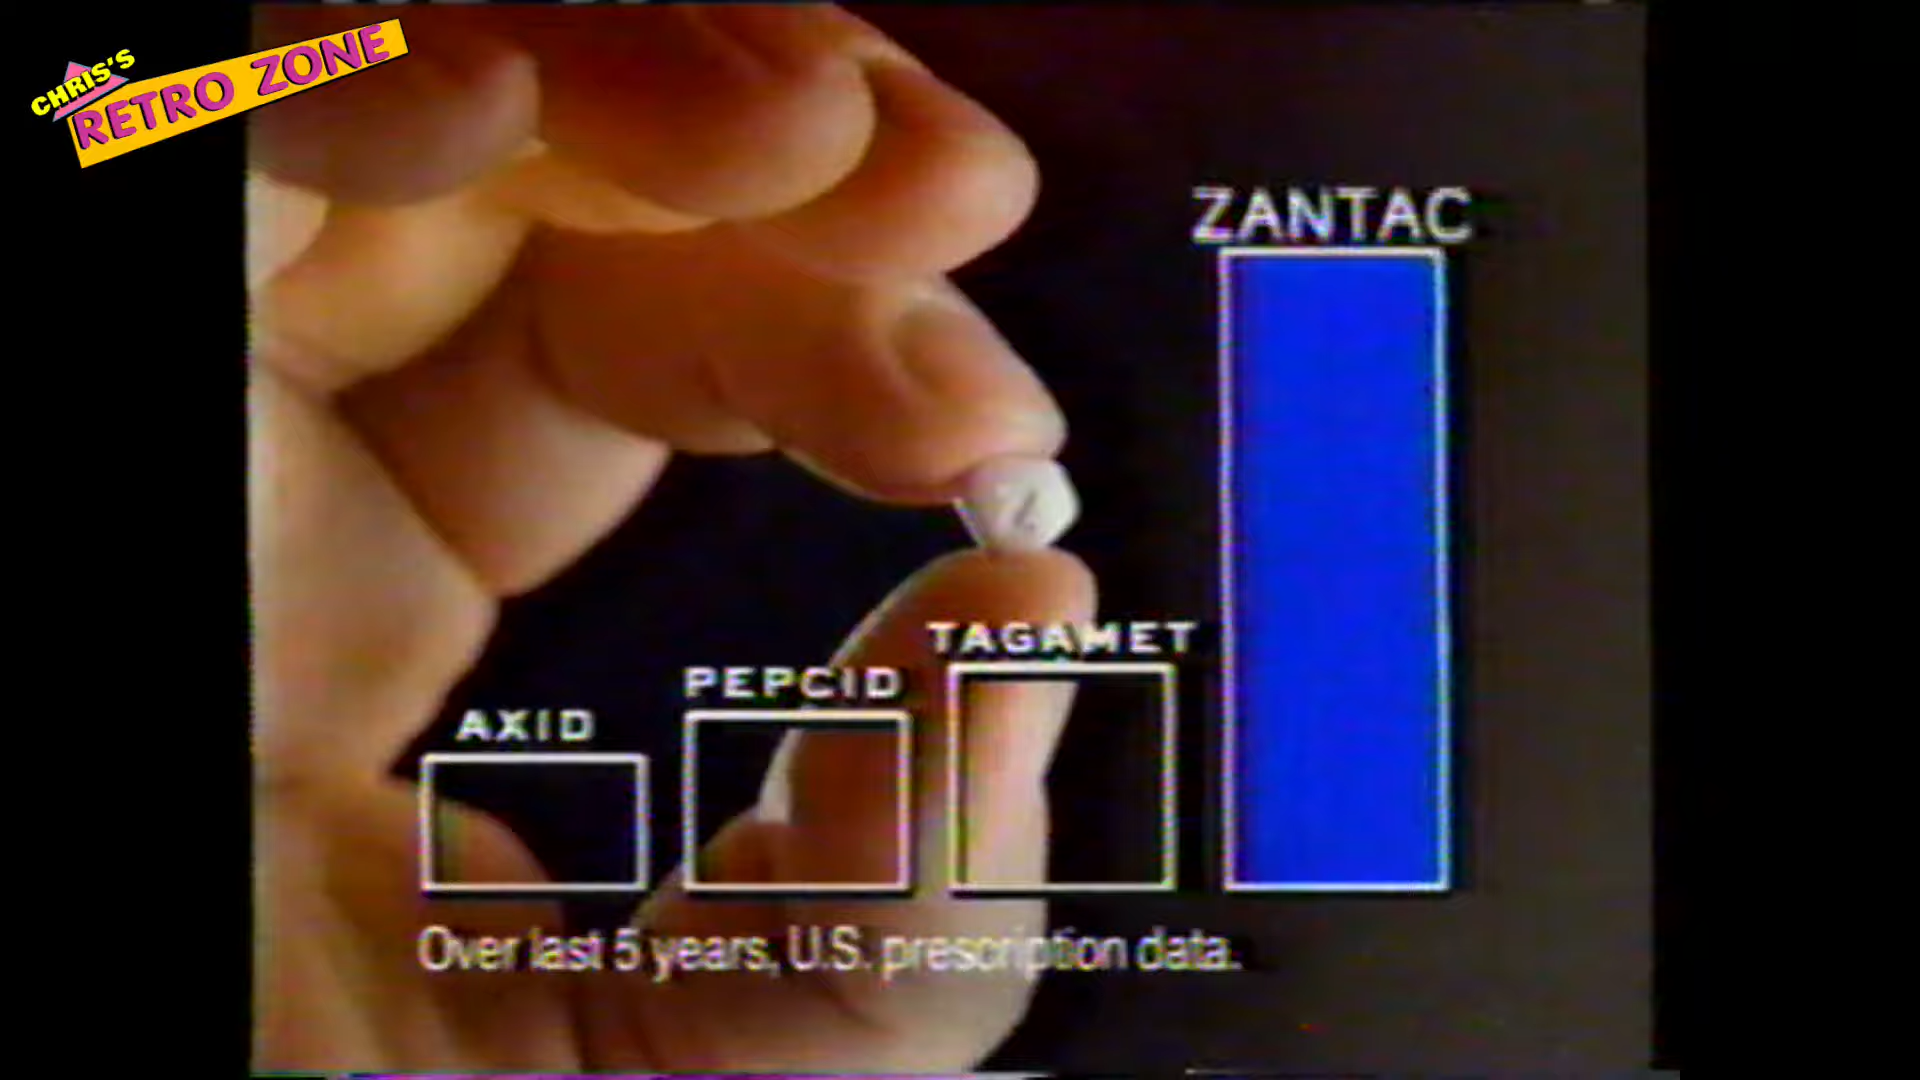 CHRIS'S
RETRO ZONE
ZANTAC
TAGAMET
PEPCID
AXID
Over last 5 years, U.S. prescription data.